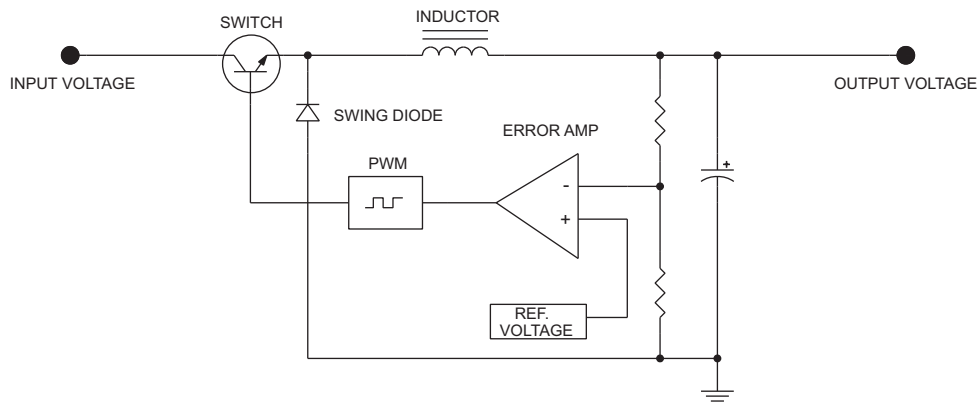 INDUCTOR
SWITCH
INPUT VOLTAGE
OUTPUT VOLTAGE
SWING DIODE
ERROR AMP
PWM
-
+
+
REF.
VOLTAGE